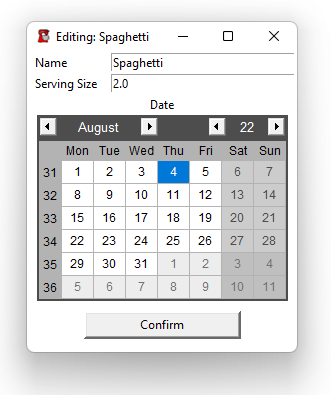 Editing: Spaghetti
Name Spaghetti
Serving Size 2.0
Date
August 22
Mon Tue Wed Thu Fri Sat Sun
31 1 2 3 4 5 6 7
32 8 9 10 11 12 13 14
33 15 16 17 18 19 20 21
34 22 23 24 25 26 27 28
35 29 30 31 1 2 3 4
36 5 6 7 8 9 10 11
Confirm